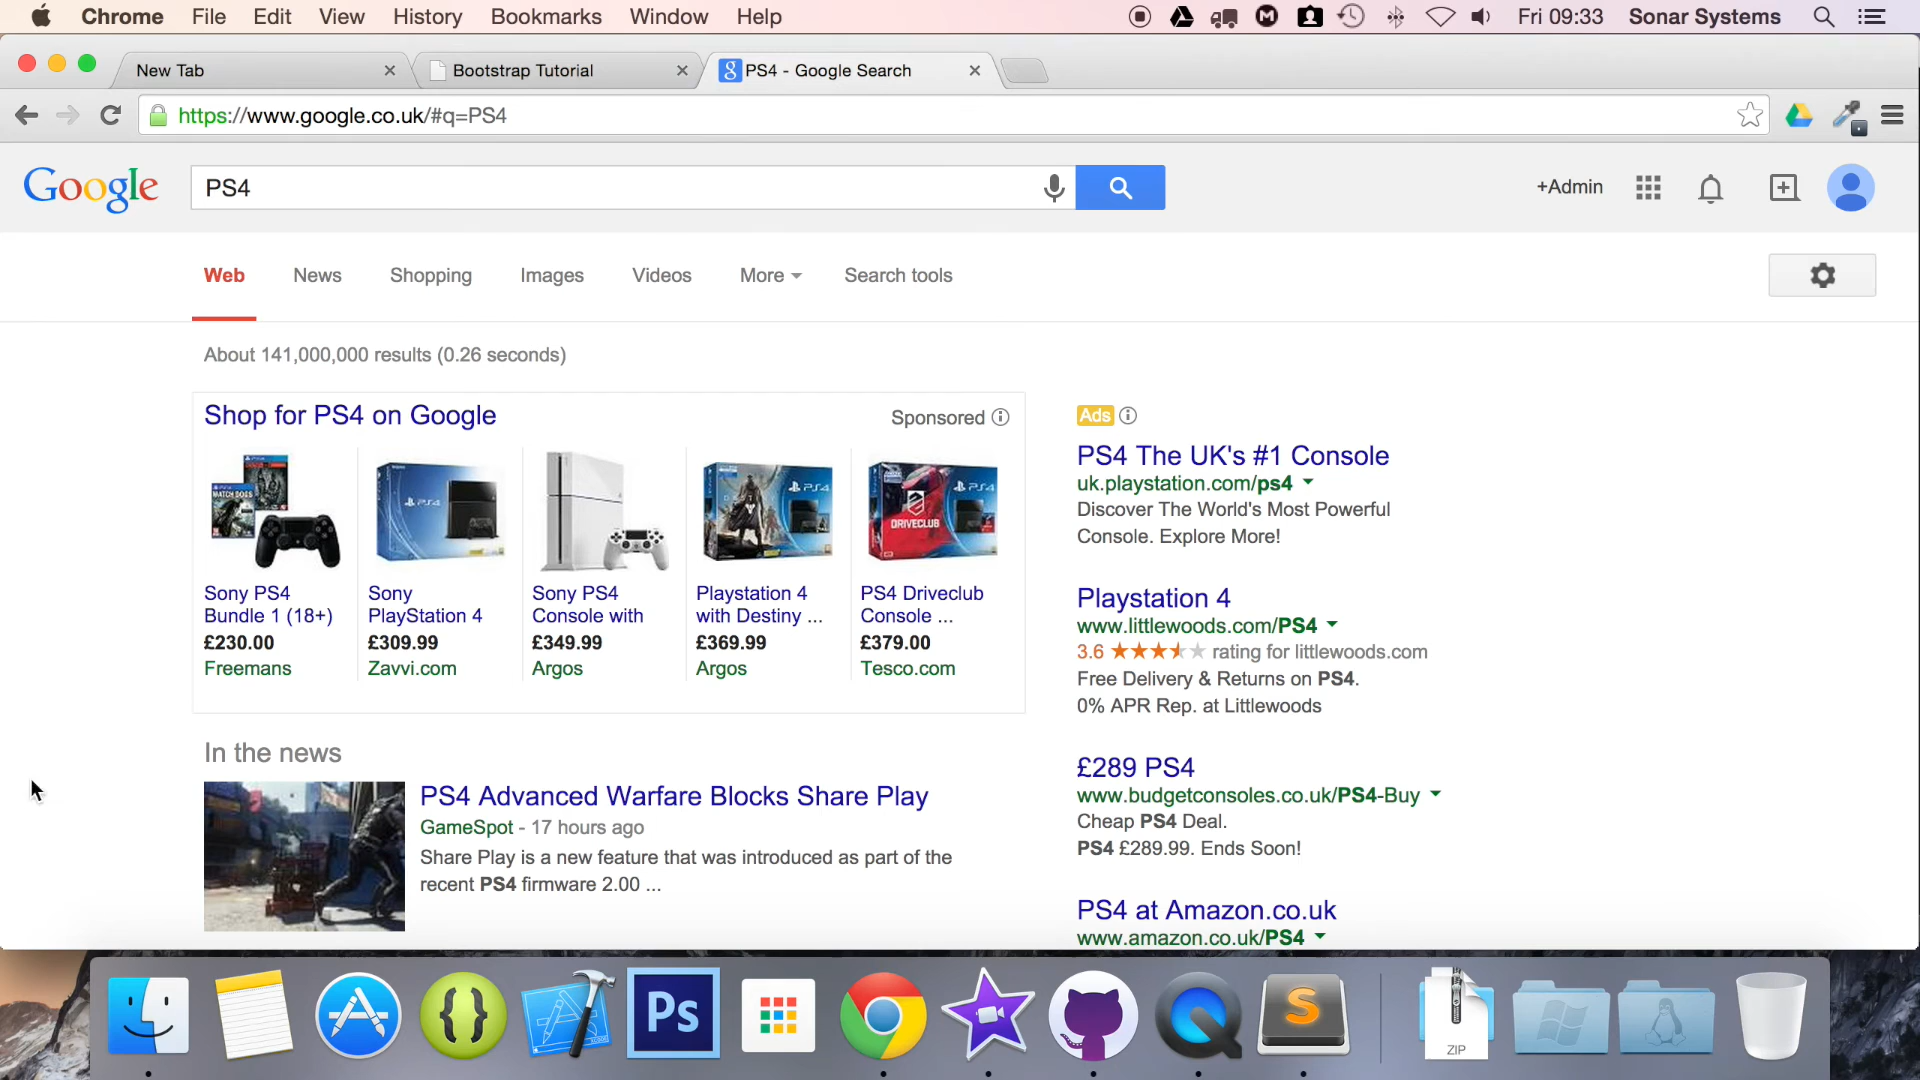 Chrome File Edit View History Bookmarks Window Help
Fri 09:33 Sonar Systems
New Tab
Bootstrap Tutorial
PS4 - Google Search
https://www.google.co.uk/#q=PS4
Google
PS4
+Admin
Web News Shopping Images Videos More Search tools
About 141,000,000 results (0.26 seconds)
Shop for PS4 on Google
Sponsored
Sony PS4
Bundle 1 (18+)
£230.00
Freemans
Sony
PlayStation 4
£309.99
Zavvi.com
Sony PS4
Console with
£349.99
Argos
Playstation 4
with Destiny ...
£369.99
Argos
PS4 Driveclub
Console ...
£379.00
Tesco.com
WATCH DOGS
PS4
DESTINY
PS4
DRIVECLUB
PS4
In the news
PS4 Advanced Warfare Blocks Share Play
GameSpot - 17 hours ago
Share Play is a new feature that was introduced as part of the
recent PS4 firmware 2.00 ...
Ads
PS4 The UK's #1 Console
uk.playstation.com/ps4
Discover The World's Most Powerful
Console. Explore More!
Playstation 4
www.littlewoods.com/PS4
3.6 rating for littlewoods.com
Free Delivery & Returns on PS4.
0% APR Rep. at Littlewoods
£289 PS4
www.budgetconsoles.co.uk/PS4-Buy
Cheap PS4 Deal.
PS4 £289.99. Ends Soon!
PS4 at Amazon.co.uk
www.amazon.co.uk/PS4
Ps
S
ZIP